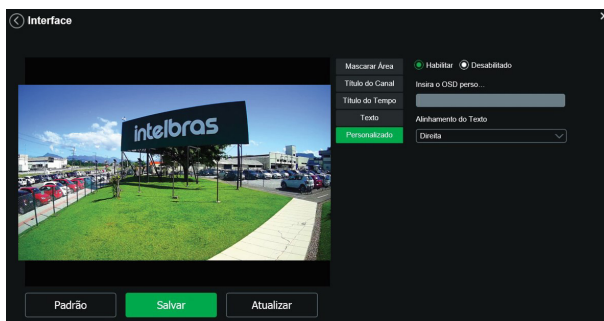 Interface
intelbras
Mascarar Área
Título do Canal
Título do Tempo
Texto
Personalizado
Habilitar
Desabilitado
Insira o OSD perso...
Alinhamento do Texto
Direita
Padrão
Salvar
Atualizar